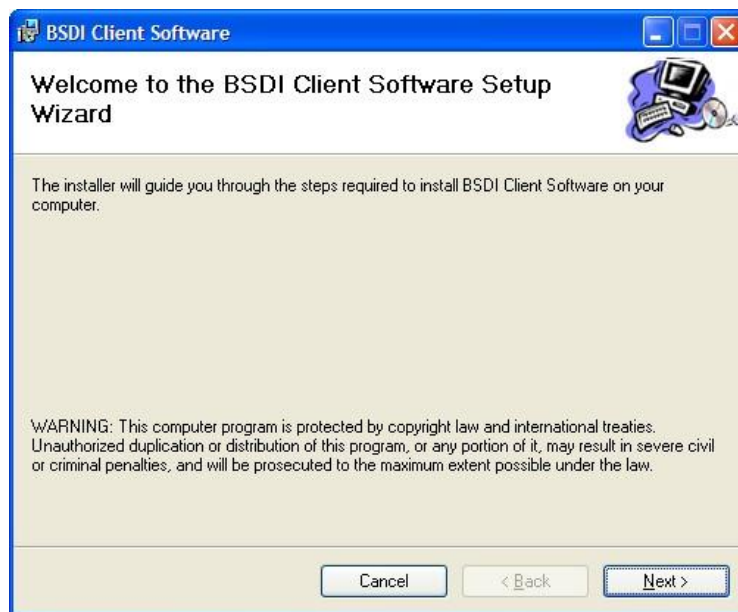 BSDI Client Software
Welcome to the BSDI Client Software Setup
Wizard
The installer will guide you through the steps required to install BSDI Client Software on your
computer.
WARNING: This computer program is protected by copyright law and international treaties.
Unauthorized duplication or distribution of this program, or any portion of it, may result in severe civil
or criminal penalties, and will be prosecuted to the maximum extent possible under the law.
Cancel < Back Next >